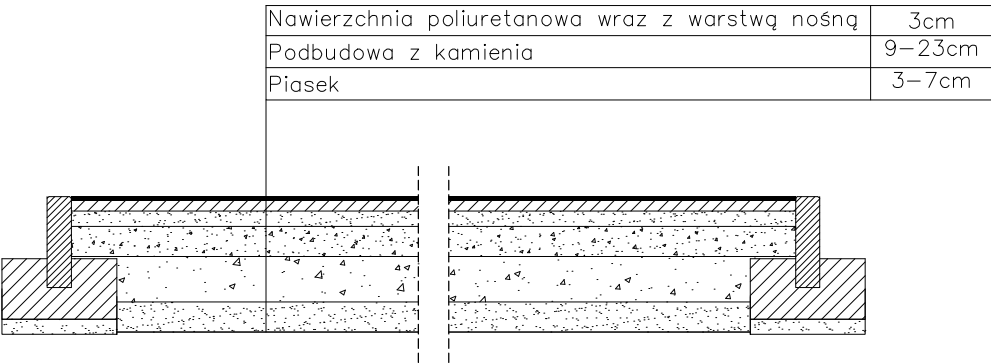 Nawierzchnia poliuretanowa wraz z warstwą nośną 3cm
Podbudowa z kamienia 9-23cm
Piasek 3-7cm